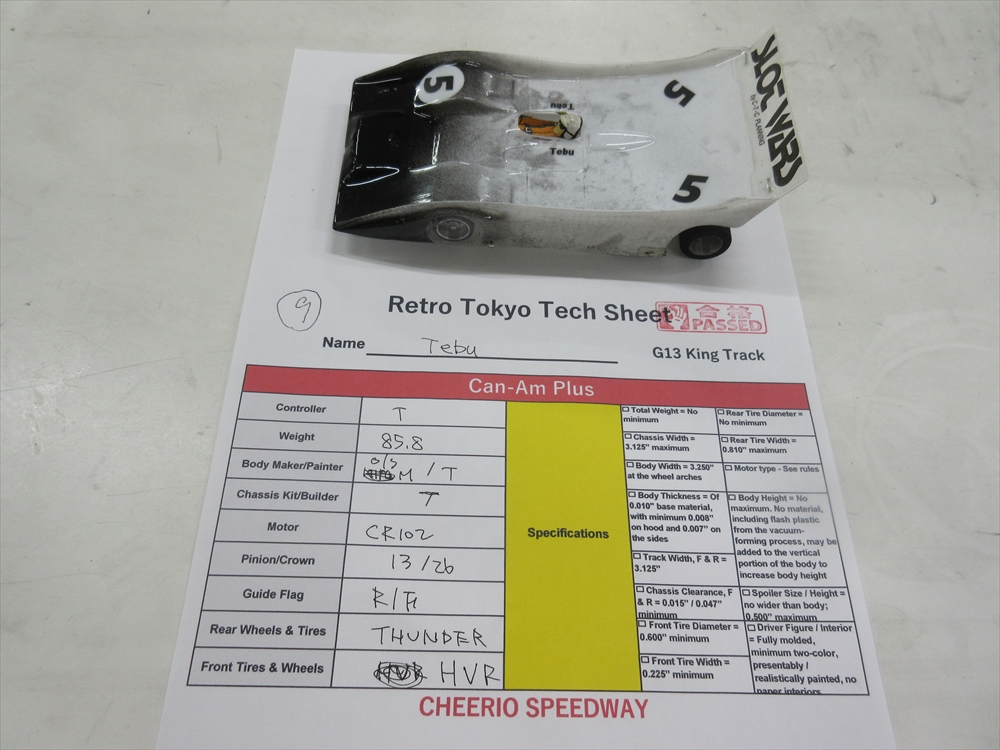 5
5
5
Tebu
Tebu
SLOT WARS
by C-T-C PLANNING
9
Retro Tokyo Tech Sheet
合格
PASSED
Name Tebu
G13 King Track
Can-Am Plus
Controller T
Weight 85.8
Body Maker/Painter O/S M / T
Chassis Kit/Builder T
Motor CR102
Pinion/Crown 13/26
Guide Flag
Rear Wheels & Tires THUNDER
Front Tires & Wheels HVR
Specifications
☐ Total Weight = No
minimum
☐ Chassis Width =
3.125" maximum
☐ Body Width = 3.250"
at the wheel arches
☐ Body Thickness = Of
0.010" base material,
with minimum 0.008"
on hood and 0.007" on
the sides
☐ Track Width, F & R =
3.125"
☐ Chassis Clearance, F
& R = 0.015" / 0.047"
minimum
☐ Front Tire Diameter =
0.600" minimum
☐ Front Tire Width =
0.225" minimum
☐ Rear Tire Diameter =
No minimum
☐ Rear Tire Width =
0.810" maximum
☐ Motor type - See rules
☐ Body Height = No
maximum. No material,
including flash plastic
from the vacuum-
forming process, may be
added to the vertical
portion of the body to
increase body height
☐ Spoiler Size / Height =
no wider than body;
0.500" maximum
☐ Driver Figure / Interior
= Fully molded,
minimum two-color,
presentably /
realistically painted, no
paper interiors
CHEERIO SPEEDWAY